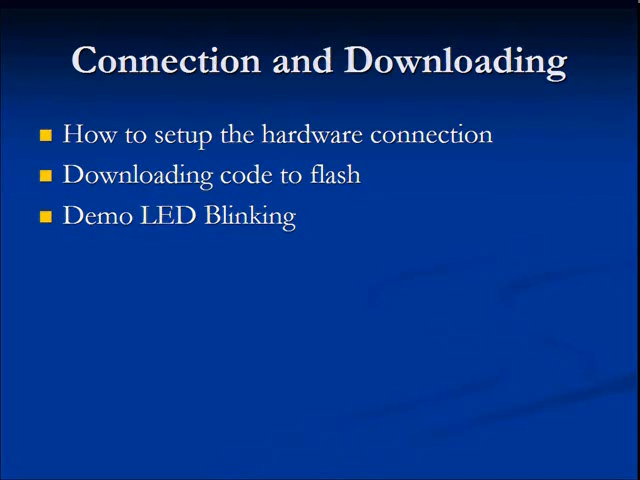 Connection and Downloading
How to setup the hardware connection
Downloading code to flash
Demo LED Blinking